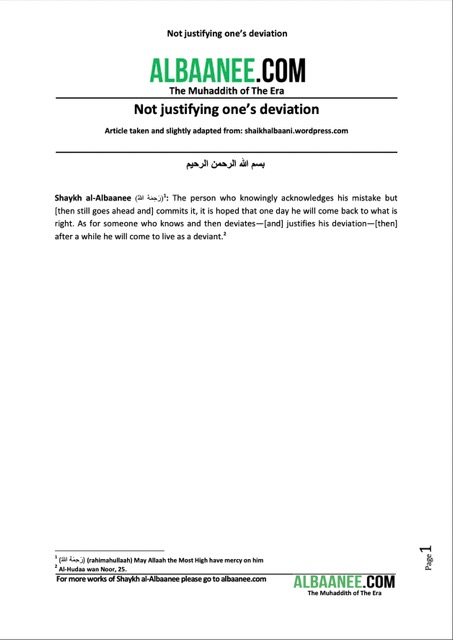 Not justifying one's deviation
ALBAANEE.COM
The Muhaddith of The Era
Not justifying one's deviation
Article taken and slightly adapted from: shaikhalbaani.wordpress.com
بسم الله الرحمن الرحيم
Shaykh al-Albaanee (رَحِمَهُ اللهُ)¹: The person who knowingly acknowledges his mistake but
[then still goes ahead and] commits it, it is hoped that one day he will come back to what is
right. As for someone who knows and then deviates—[and] justifies his deviation—[then]
after a while he will come to live as a deviant.²
¹ (رَحِمَهُ اللهُ) (rahimahullaah) May Allaah the Most High have mercy on him
² Al-Hudaa wan Noor, 25.
For more works of Shaykh al-Albaanee please go to albaanee.com
ALBAANEE.COM
The Muhaddith of The Era
Page 1